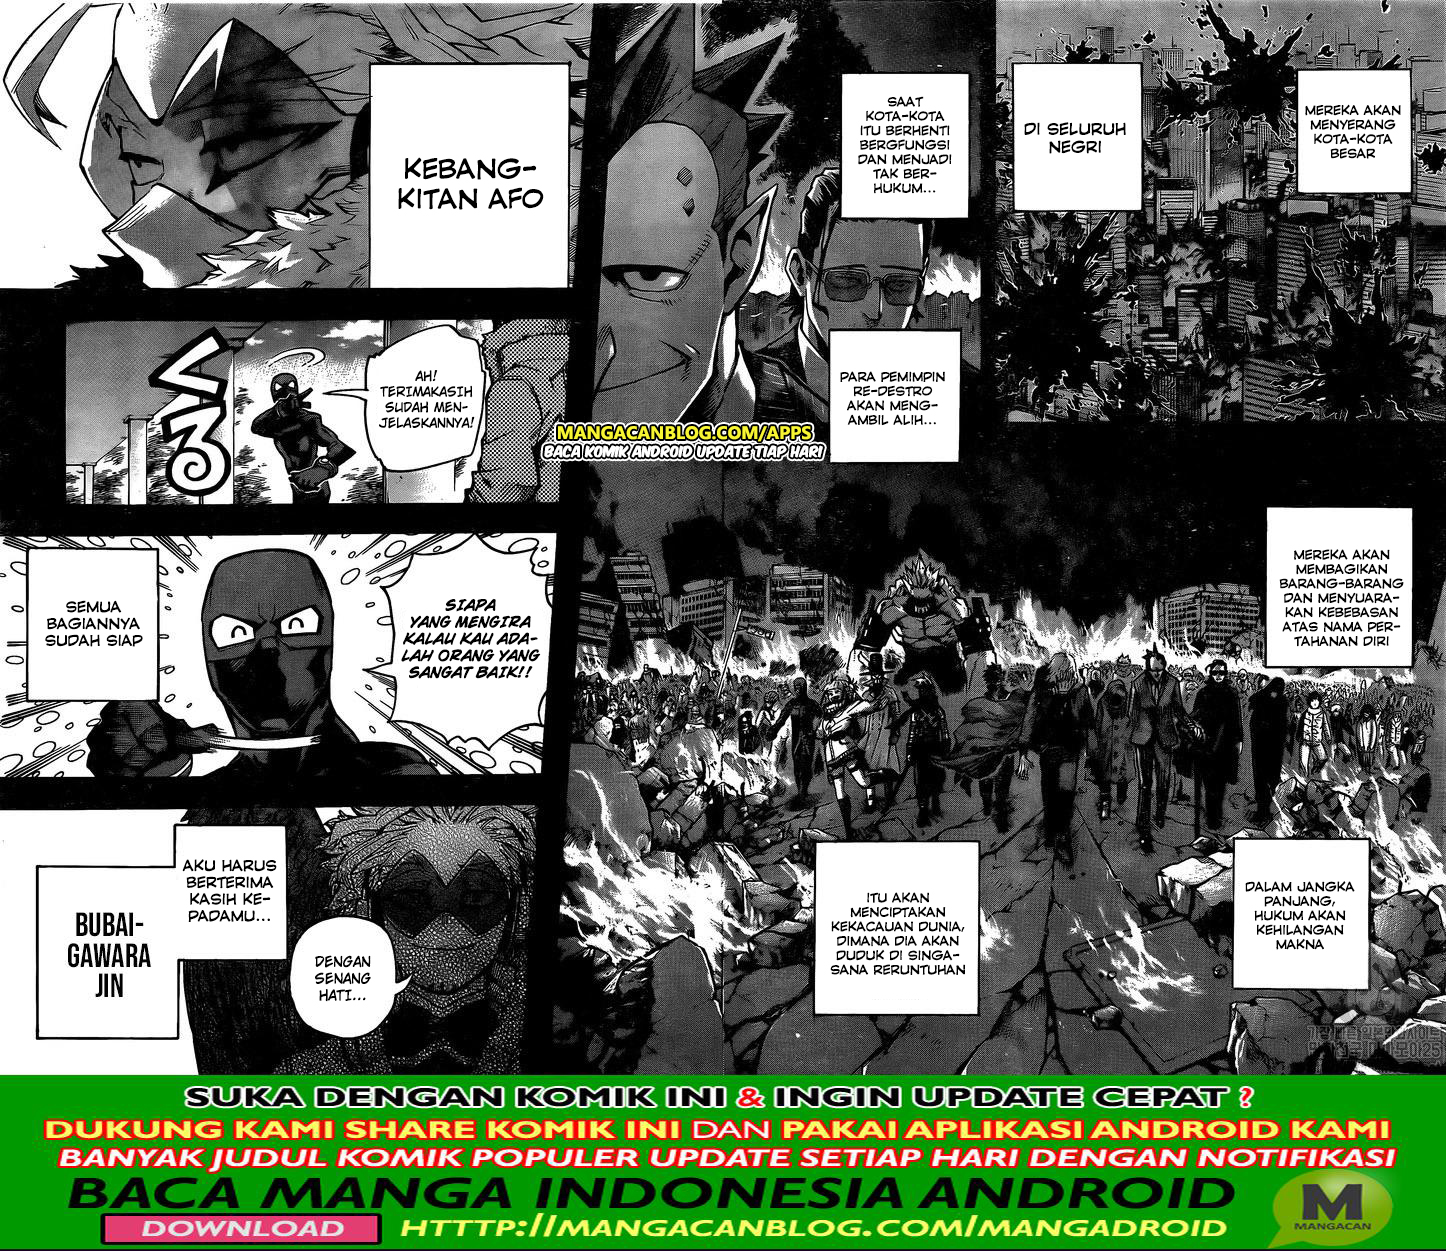 MEREKA AKAN
MENYERANG
KOTA-KOTA
BESAR
DI SELURUH
NEGRI
SAAT
KOTA-KOTA
ITU BERHENTI
BERGFUNGSI
DAN MENJADI
TAK BER-
HUKUM...
PARA PEMIMPIN
RE-DESTRO
AKAN MENG-
AMBIL ALIH...
MEREKA AKAN
MEMBAGIKAN
BARANG-BARANG
DAN MENYUARA-
KAN KEBEBASAN
ATAS NAMA PER-
TAHANAN DIRI
DALAM JANGKA
PANJANG,
HUKUM AKAN
KEHILANGAN
MAKNA
ITU AKAN
MENCIPTAKAN
KEKACAUAN DUNIA,
DIMANA DIA AKAN
DUDUK DI SINGA-
SANA RERUNTUHAN
KEBANG-
KITAN AFO
AH!
TERIMAKASIH
SUDAH MEN-
JELASKANNYA!
くる
MANGACANBLOG.COM/APPS
BACA KOMIK ANDROID UPDATE TIAP HARI
SIAPA
YANG MENGIRA
KALAU KAU ADA-
LAH ORANG YANG
SANGAT BAIK!!
SEMUA
BAGIANNYA
SUDAH SIAP
DENGAN
SENANG
HATI...
AKU HARUS
BERTERIMA
KASIH KE-
PADAMU...
BUBAI-
GAWARA
JIN
SUKA DENGAN KOMIK INI & INGIN UPDATE CEPAT ?
DUKUNG KAMI SHARE KOMIK INI DAN PAKAI APLIKASI ANDROID KAMI
BANYAK JUDUL KOMIK POPULER UPDATE SETIAP HARI DENGAN NOTIFIKASI
BACA MANGA INDONESIA ANDROID
DOWNLOAD HTTTP://MANGACANBLOG.COM/MANGADROID
M
MANGACAN